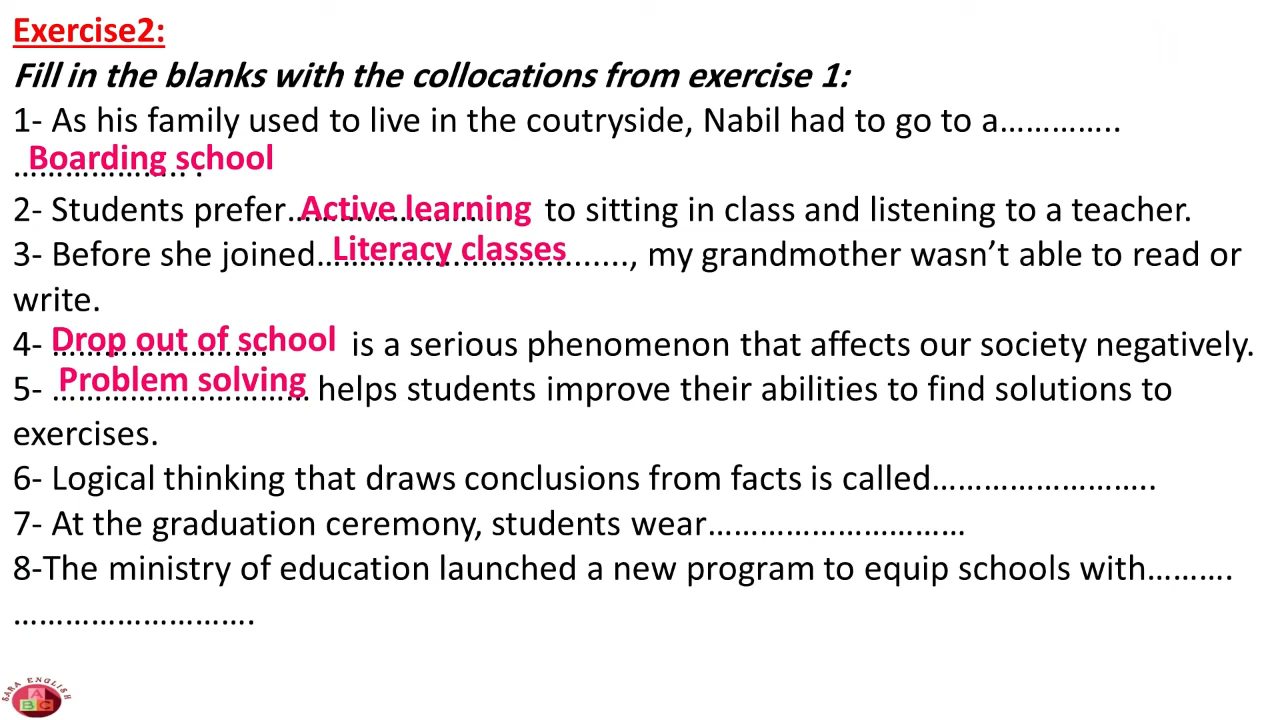 Exercise2:
Fill in the blanks with the collocations from exercise 1:
1- As his family used to live in the coutryside, Nabil had to go to a…………..
Boarding school
……………….. .
2- Students prefer…Active learning… to sitting in class and listening to a teacher.
3- Before she joined…Literacy classes…...., my grandmother wasn’t able to read or
write.
4- Drop out of school is a serious phenomenon that affects our society negatively.
5- Problem solving helps students improve their abilities to find solutions to
exercises.
6- Logical thinking that draws conclusions from facts is called……………………..
7- At the graduation ceremony, students wear…………………………
8-The ministry of education launched a new program to equip schools with……….
……………………….
SARA ENGLISH
A
B C